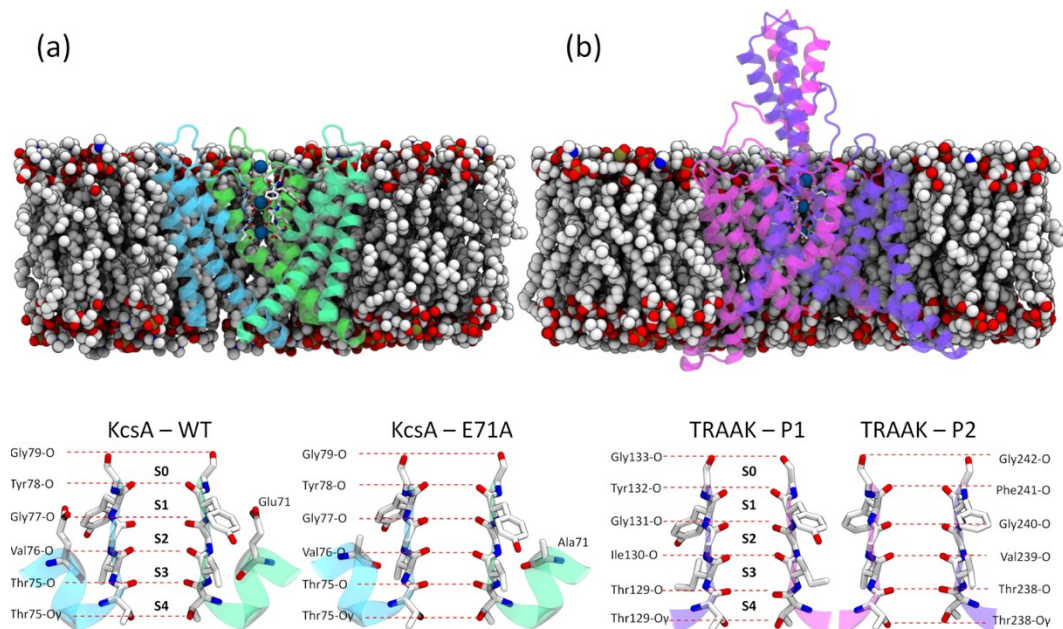 (a)
(b)
KcsA – WT
Gly79-O
Tyr78-O
Gly77-O
Val76-O
Thr75-O
Thr75-Oγ
S0
S1
S2
S3
S4
Glu71
KcsA – E71A
Gly79-O
Tyr78-O
Gly77-O
Val76-O
Thr75-O
Thr75-Oγ
Ala71
TRAAK – P1
Gly133-O
Tyr132-O
Gly131-O
Ile130-O
Thr129-O
Thr129-Oγ
S0
S1
S2
S3
S4
TRAAK – P2
Gly242-O
Phe241-O
Gly240-O
Val239-O
Thr238-O
Thr238-Oγ